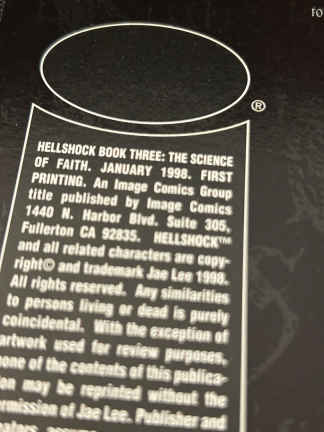 fo
®
HELLSHOCK BOOK THREE: THE SCIENCE
OF FAITH. JANUARY 1998. FIRST
PRINTING. An Image Comics Group
title published by Image Comics
1440 N. Harbor Blvd. Suite 305,
Fullerton CA 92835. HELLSHOCK™
and all related characters are copy-
right© and trademark Jae Lee 1998.
All rights reserved. Any similarities
to persons living or dead is purely
coincidental. With the exception of
artwork used for review purposes,
none of the contents of this publica-
ion may be reprinted without the
rmission of Jae Lee. Publisher and